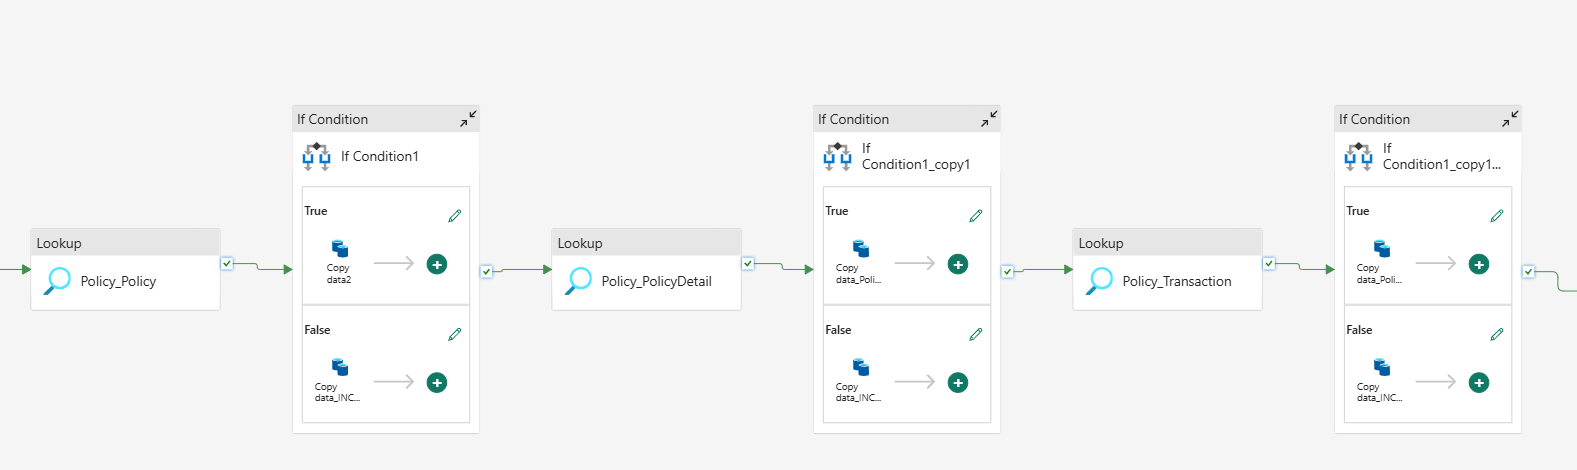 Lookup
Policy_Policy
If Condition
If Condition1
True
Copy
data2
False
Copy
data_INC...
Lookup
Policy_PolicyDetail
If Condition
If
Condition1_copy1
True
Copy
data_Poli...
False
Copy
data_INC...
Lookup
Policy_Transaction
If Condition
If
Condition1_copy1...
True
Copy
data_Poli...
False
Copy
data_INC...